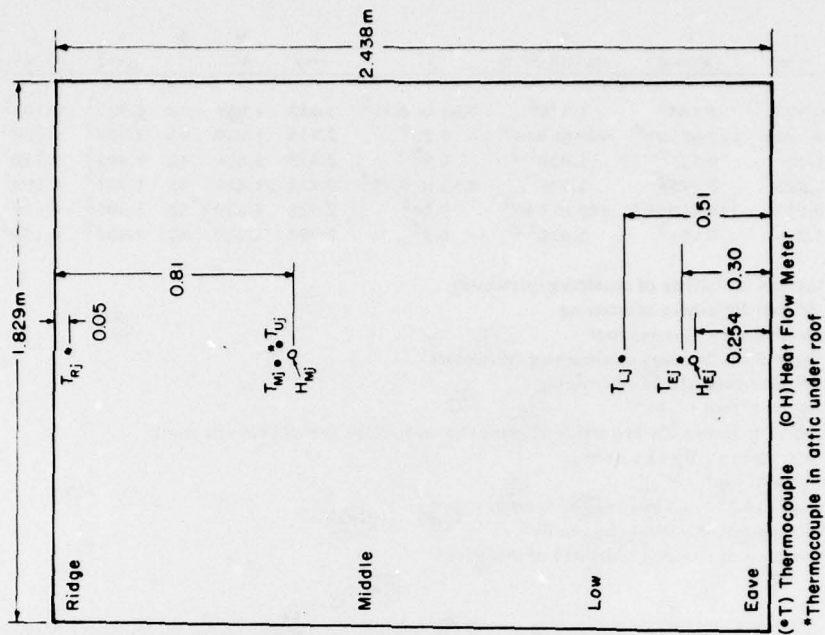 1.829m
2.438m
Ridge
T_Rj
0.05
0.81
T_Mj
T_Uj
H_Mj
Middle
Low
T_Lj
0.51
T_Ej
0.30
H_Ej
0.254
Eave
(•T) Thermocouple (OH) Heat Flow Meter
*Thermocouple in attic under roof